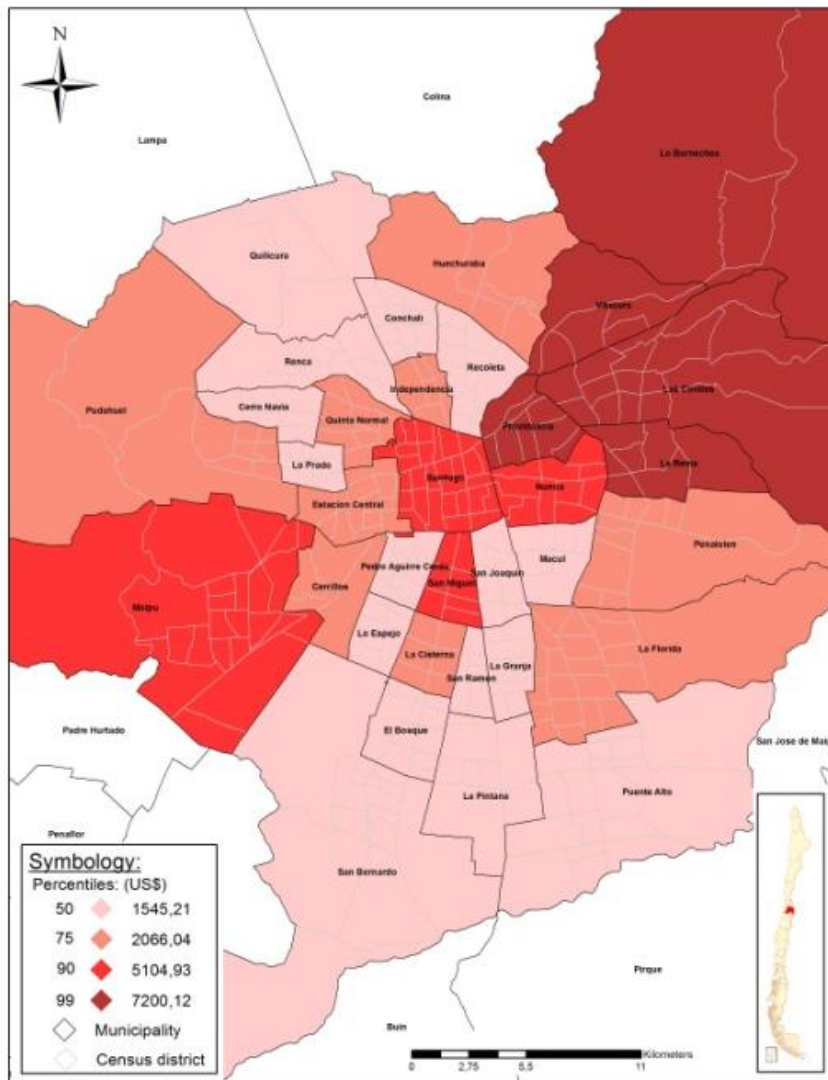 N
Colina
Lampa
Lo Barnechea
Quilicura
Huechuraba
Vitacura
Conchali
Renca
Recoleta
Las Condes
Independencia
Pudahuel
Cerro Navia
Quinta Normal
Providencia
La Reina
Lo Prado
Santiago
Nunoa
Estacion Central
Penalolen
Macul
Pedro Aguirre Cerda
San Joaquin
Cerrillos
San Miguel
Maipu
Lo Espejo
La Cisterna
La Florida
La Granja
San Ramon
Padre Hurtado
El Bosque
San Jose de Maip
La Pintana
Puente Alto
Penaflor
San Bernardo
Pirque
Buin
Symbology:
Percentiles: (US$)
50 1545,21
75 2066,04
90 5104,93
99 7200,12
Municipality
Census district
Kilometers
0 2,75 5,5 11